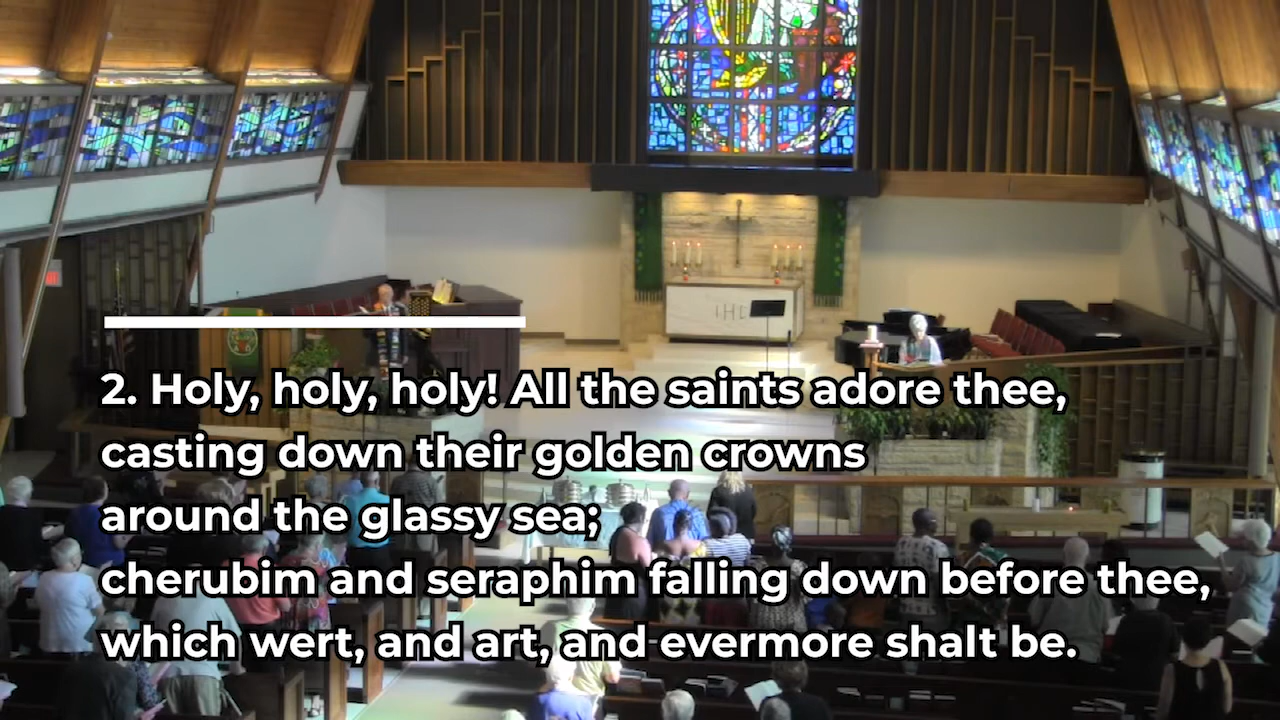 IHS
2. Holy, holy, holy! All the saints adore thee,
casting down their golden crowns
around the glassy sea;
cherubim and seraphim falling down before thee,
which wert, and art, and evermore shalt be.